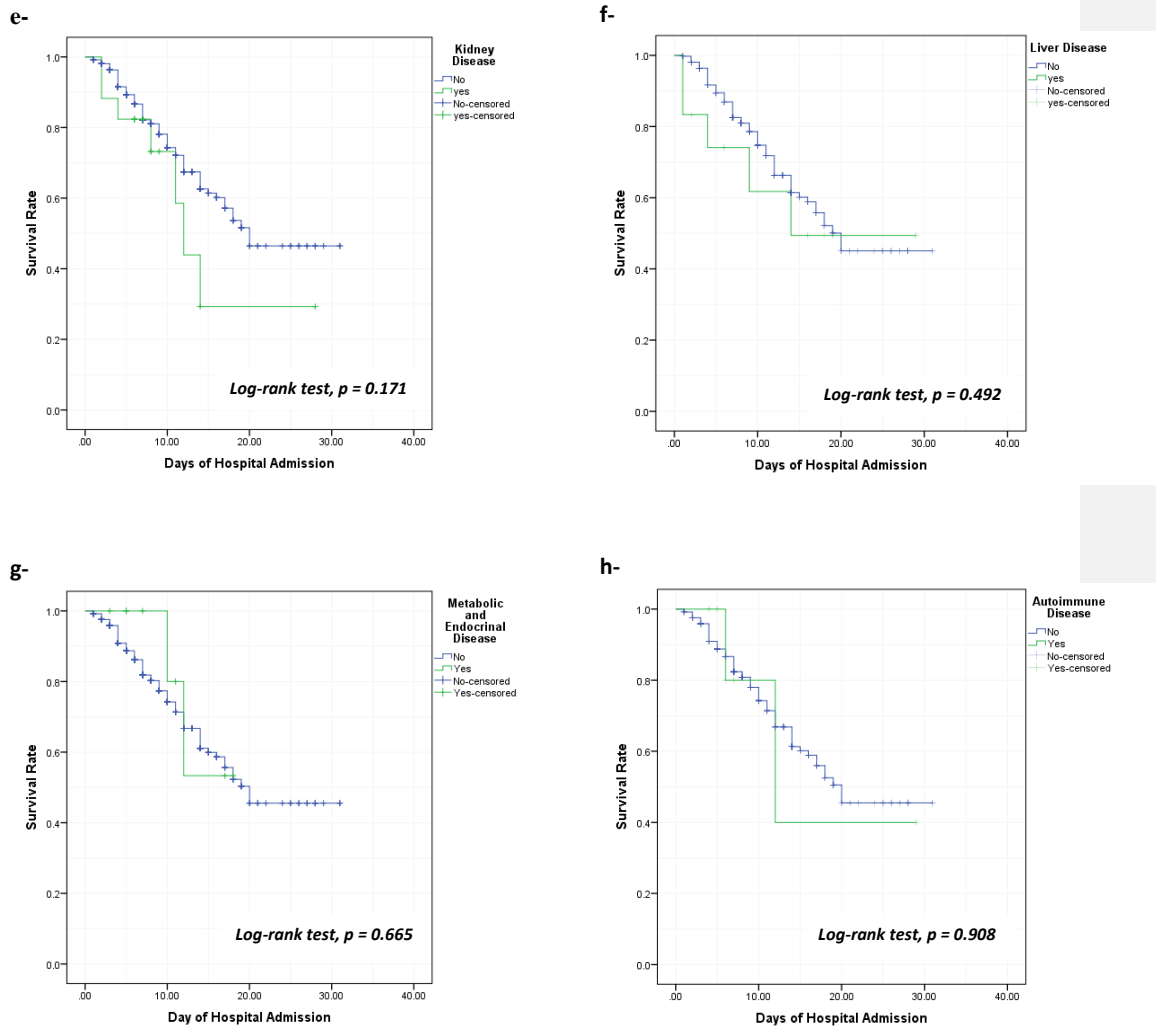 e-
Kidney
Disease
No
yes
No-censored
yes-censored
1.0
0.8
0.6
0.4
0.2
0.0
Survival Rate
Log-rank test, p = 0.171
.00 10.00 20.00 30.00 40.00
Days of Hospital Admission
f-
Liver Disease
No
yes
No-censored
yes-censored
1.0
0.8
0.6
0.4
0.2
0.0
Survival Rate
Log-rank test, p = 0.492
.00 10.00 20.00 30.00 40.00
Days of Hospital Admission
g-
Metabolic
and
Endocrinal
Disease
No
Yes
No-censored
Yes-censored
1.0
0.8
0.6
0.4
0.2
0.0
Survival Rate
Log-rank test, p = 0.665
.00 10.00 20.00 30.00 40.00
Day of Hospital Admission
h-
Autoimmune
Disease
No
Yes
No-censored
Yes-censored
1.0
0.8
0.6
0.4
0.2
0.0
Survival Rate
Log-rank test, p = 0.908
.00 10.00 20.00 30.00 40.00
Days of Hospital Admission